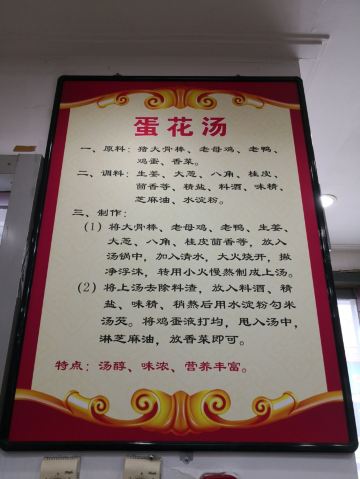 蛋花汤
一、原料：猪大骨棒、老母鸡、老鸭、
鸡蛋、香菜。
二、调料：生姜、大葱、八角、桂皮、
茴香等，精盐、料酒、味精、
芝麻油、水淀粉。
三、制作：
(1) 将大骨棒、老母鸡、老鸭、生姜、
大葱、八角、桂皮茴香等，放入
汤锅中，加入清水，大火烧开，撇
净浮沫，转用小火慢熬制成上汤。
(2) 将上汤去除料渣，放入料酒、精
盐、味精、稍熬后用水淀粉勾米
汤芡。将鸡蛋液打均，甩入汤中，
淋芝麻油，放香菜即可。
特点：汤醇、味浓、营养丰富。